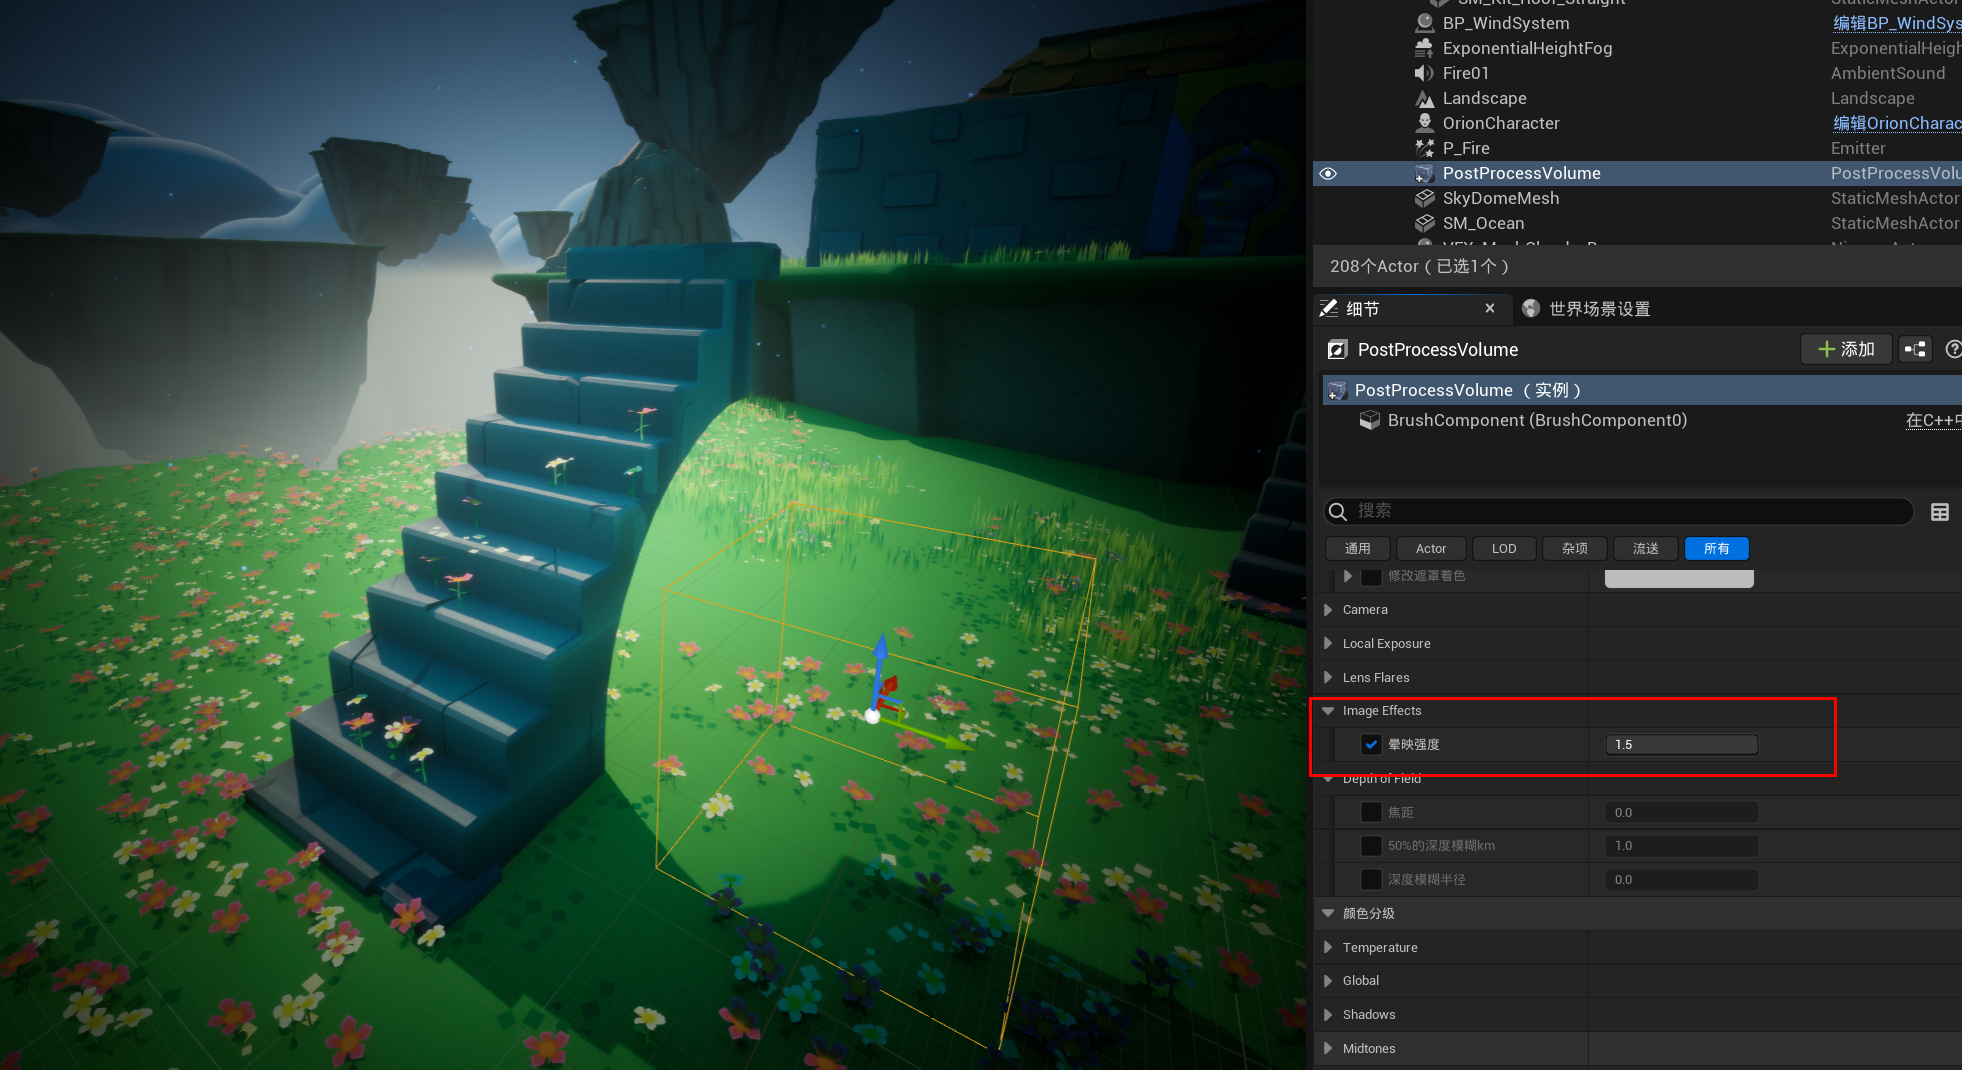 SM_Kit_Roof_Straight StaticMeshActor
BP_WindSystem 编辑BP_WindSys
ExponentialHeightFog ExponentialHeigh
Fire01 AmbientSound
Landscape Landscape
OrionCharacter 编辑OrionCharac
P_Fire Emitter
PostProcessVolume PostProcessVolu
SkyDomeMesh StaticMeshActor
SM_Ocean StaticMeshActor
208个Actor（已选1个）
细节 世界场景设置
PostProcessVolume 添加
PostProcessVolume （实例）
BrushComponent (BrushComponent0) 在C++中
搜索
通用 Actor LOD 杂项 流送 所有
修改遮罩着色
Camera
Local Exposure
Lens Flares
Image Effects
晕映强度 1.5
Depth of Field
焦距 0.0
50%的深度模糊km 1.0
深度模糊半径 0.0
颜色分级
Temperature
Global
Shadows
Midtones